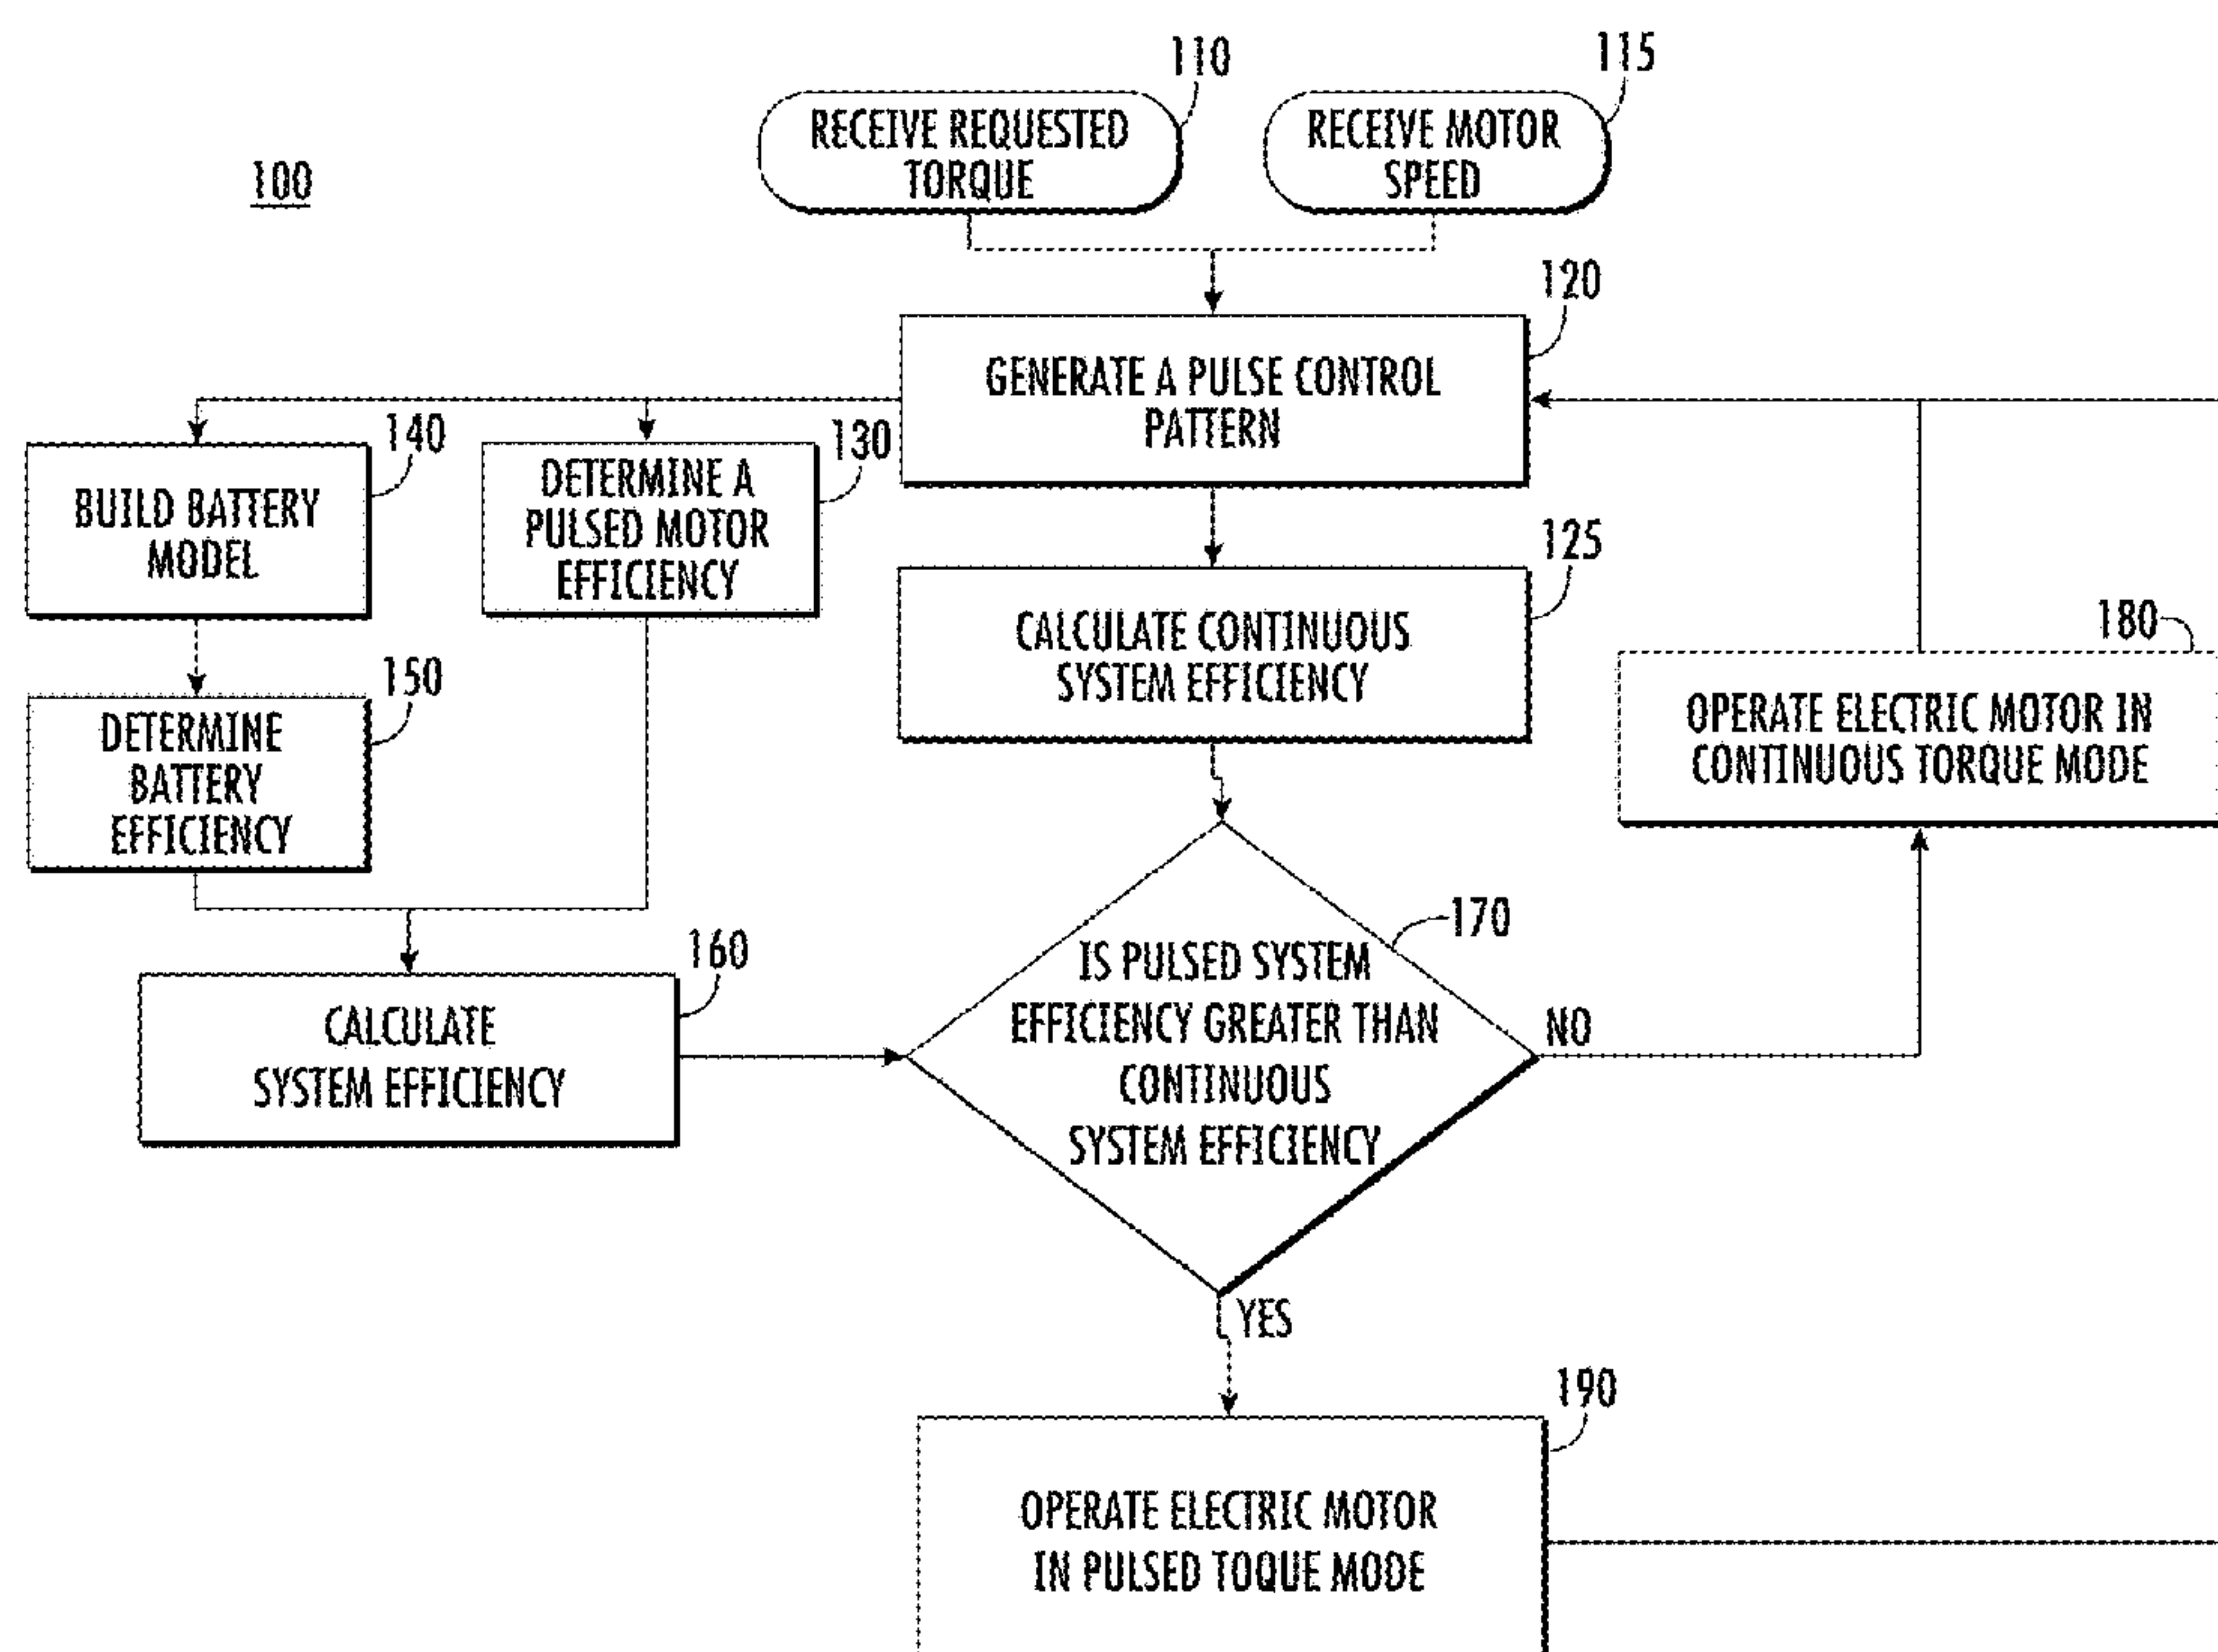 100
110
RECEIVE REQUESTED
TORQUE
115
RECEIVE MOTOR
SPEED
120
GENERATE A PULSE CONTROL
PATTERN
140
BUILD BATTERY
MODEL
130
DETERMINE A
PULSED MOTOR
EFFICIENCY
125
CALCULATE CONTINUOUS
SYSTEM EFFICIENCY
180
OPERATE ELECTRIC MOTOR IN
CONTINUOUS TORQUE MODE
150
DETERMINE
BATTERY
EFFICIENCY
160
CALCULATE
SYSTEM EFFICIENCY
170
IS PULSED SYSTEM
EFFICIENCY GREATER THAN
CONTINUOUS
SYSTEM EFFICIENCY
NO
YES
190
OPERATE ELECTRIC MOTOR
IN PULSED TOQUE MODE